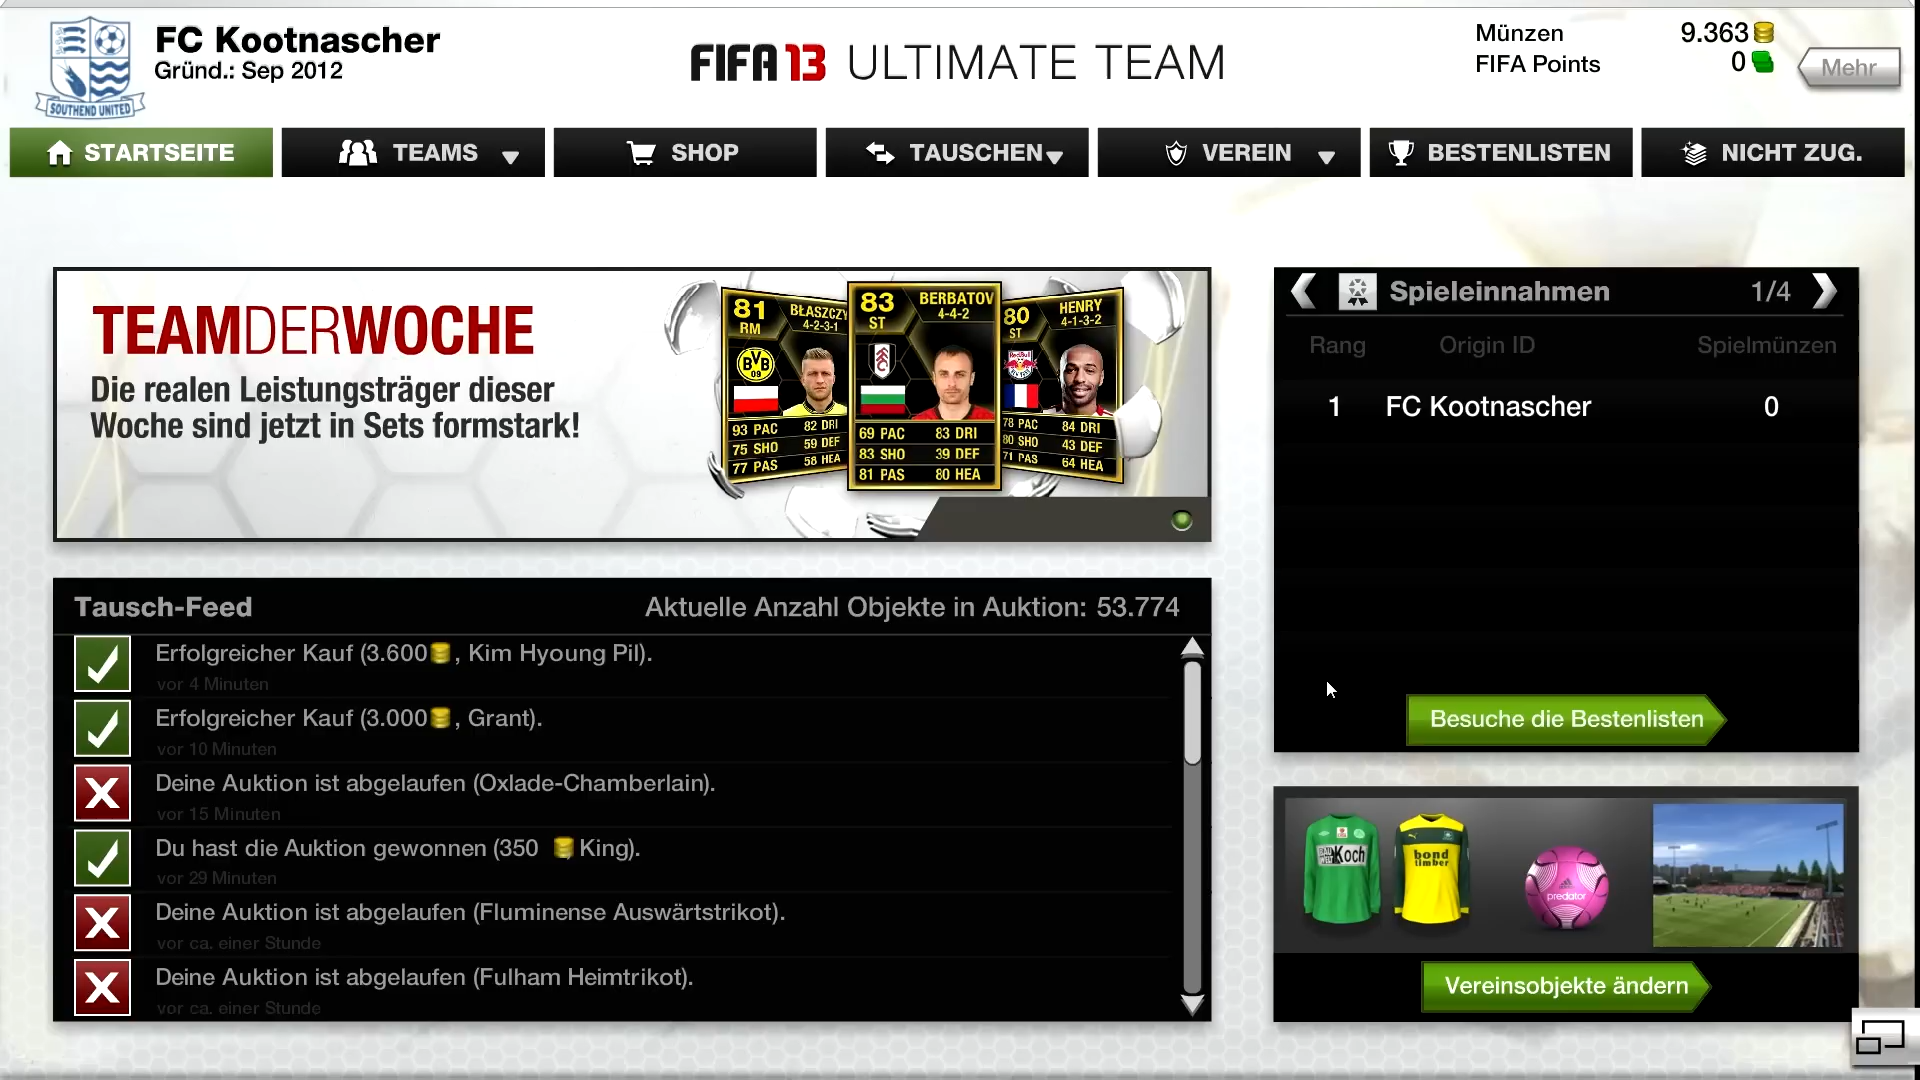 FC Kootnascher
Gründ.: Sep 2012
SOUTHEND UNITED
FIFA 13 ULTIMATE TEAM
Münzen 9.363
FIFA Points 0
Mehr
STARTSEITE TEAMS SHOP TAUSCHEN VEREIN BESTENLISTEN NICHT ZUG.
TEAMDERWOCHE
Die realen Leistungsträger dieser
Woche sind jetzt in Sets formstark!
81 BŁASZCZY
RM 4-2-3-1
BVB 09
93 PAC 82 DRI
75 SHO 59 DEF
77 PAS 58 HEA
83 BERBATOV
ST 4-4-2
69 PAC 83 DRI
83 SHO 39 DEF
81 PAS 80 HEA
80 HENRY
ST 4-1-3-2
Red Bull
78 PAC 84 DRI
80 SHO 43 DEF
71 PAS 64 HEA
Spieleinnahmen 1/4
Rang Origin ID Spielmünzen
1 FC Kootnascher 0
Besuche die Bestenlisten
Tausch-Feed Aktuelle Anzahl Objekte in Auktion: 53.774
Erfolgreicher Kauf (3.600 , Kim Hyoung Pil).
vor 4 Minuten
Erfolgreicher Kauf (3.000 , Grant).
vor 10 Minuten
Deine Auktion ist abgelaufen (Oxlade-Chamberlain).
vor 15 Minuten
Du hast die Auktion gewonnen (350 King).
vor 29 Minuten
Deine Auktion ist abgelaufen (Fluminense Auswärtstrikot).
vor ca. einer Stunde
Deine Auktion ist abgelaufen (Fulham Heimtrikot).
vor ca. einer Stunde
Koch
bond
timber
adidas
predator
Vereinsobjekte ändern